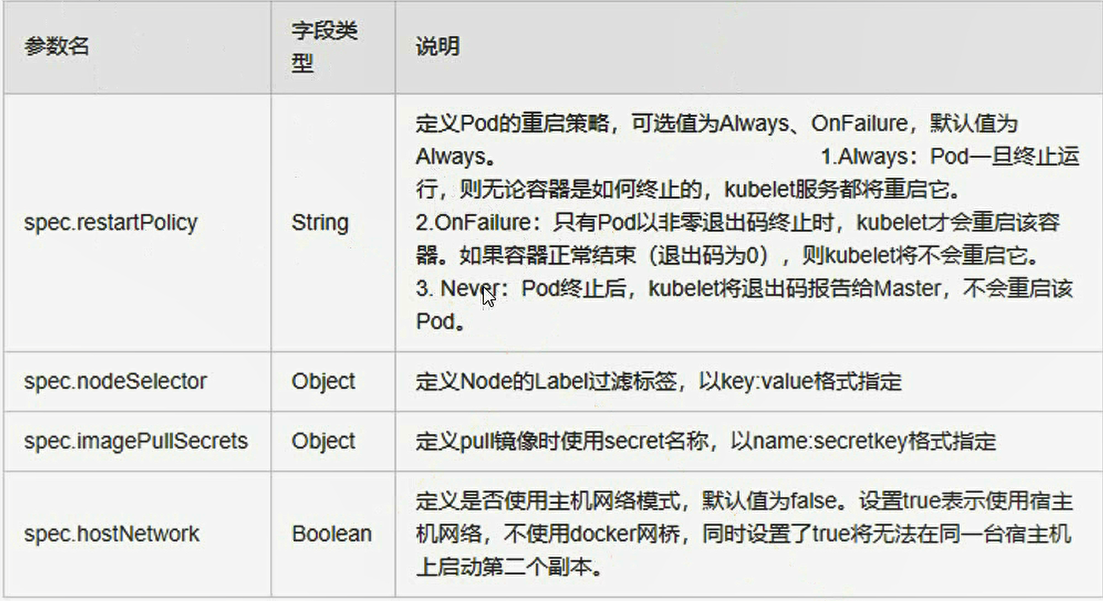 参数名
字段类
型
说明
spec.restartPolicy
String
定义Pod的重启策略，可选值为Always、OnFailure，默认值为
Always。 1.Always：Pod一旦终止运
行，则无论容器是如何终止的，kubelet服务都将重启它。
2.OnFailure：只有Pod以非零退出码终止时，kubelet才会重启该容
器。如果容器正常结束（退出码为0），则kubelet将不会重启它。
3. Never：Pod终止后，kubelet将退出码报告给Master，不会重启该
Pod。
spec.nodeSelector
Object
定义Node的Label过滤标签，以key:value格式指定
spec.imagePullSecrets
Object
定义pull镜像时使用secret名称，以name:secretkey格式指定
spec.hostNetwork
Boolean
定义是否使用主机网络模式，默认值为false。设置true表示使用宿主
机网络，不使用docker网桥，同时设置了true将无法在同一台宿主机
上启动第二个副本。